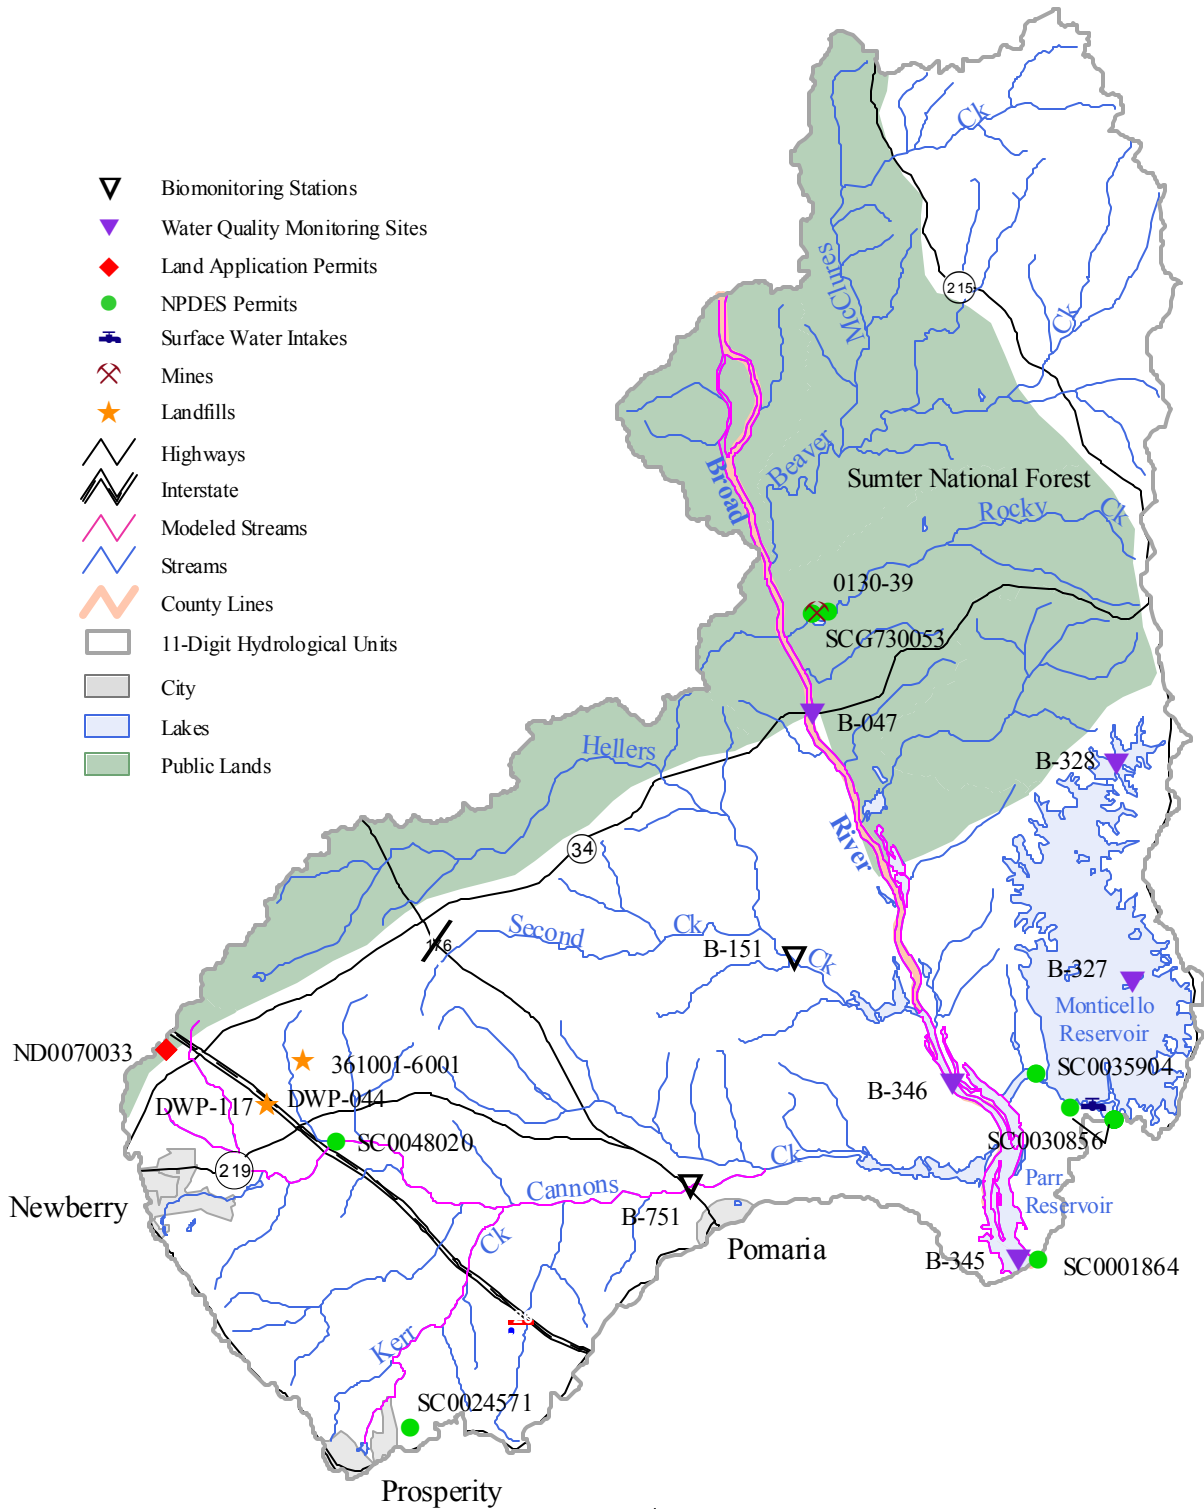 Biomonitoring Stations
Water Quality Monitoring Sites
Land Application Permits
NPDES Permits
Surface Water Intakes
Mines
Landfills
Highways
Interstate
Modeled Streams
Streams
County Lines
11-Digit Hydrological Units
City
Lakes
Public Lands
Ck
McClures
215
Ck
Broad
Beaver
Sumter National Forest
Rocky
Ck
0130-39
SCG730053
B-047
Hellers
B-328
River
34
Second
Ck
B-151
Ck
176
B-327
Monticello
Reservoir
ND0070033
361001-6001
SC0035904
DWP-117
DWP-044
B-346
SC0048020
SC0030856
Ck
219
Cannons
Parr
Reservoir
Newberry
B-751
Ck
Pomaria
B-345
SC0001864
Kerr
SC0024571
Prosperity